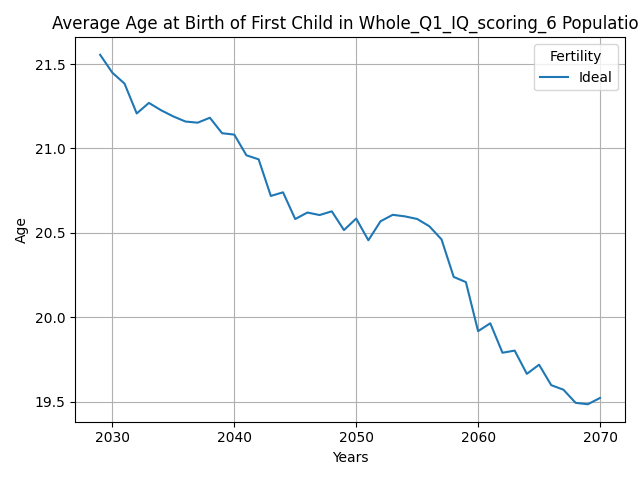 Average Age at Birth of First Child in Whole_Q1_IQ_scoring_6 Populatio
Fertility
Ideal
21.5
21.0
20.5
20.0
19.5
Age
2030 2040 2050 2060 2070
Years